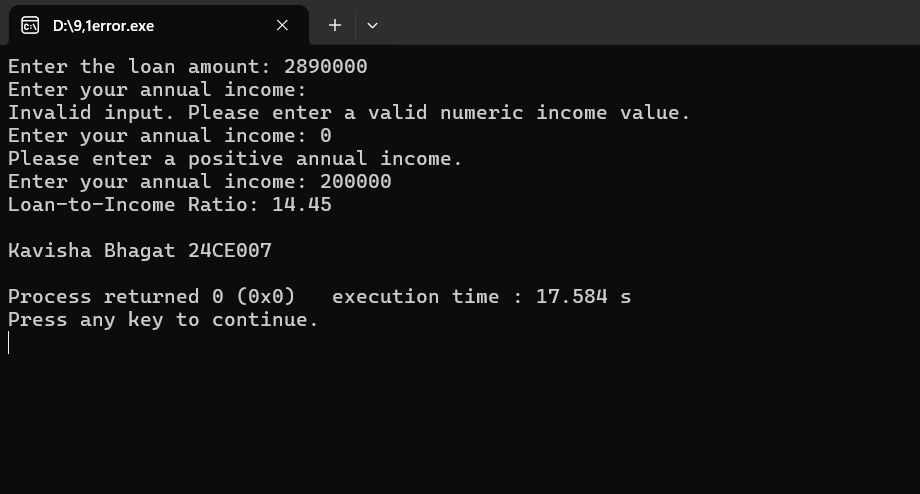 D:\9,1error.exe
Enter the loan amount: 2890000
Enter your annual income:
Invalid input. Please enter a valid numeric income value.
Enter your annual income: 0
Please enter a positive annual income.
Enter your annual income: 200000
Loan-to-Income Ratio: 14.45
Kavisha Bhagat 24CE007
Process returned 0 (0x0)   execution time : 17.584 s
Press any key to continue.